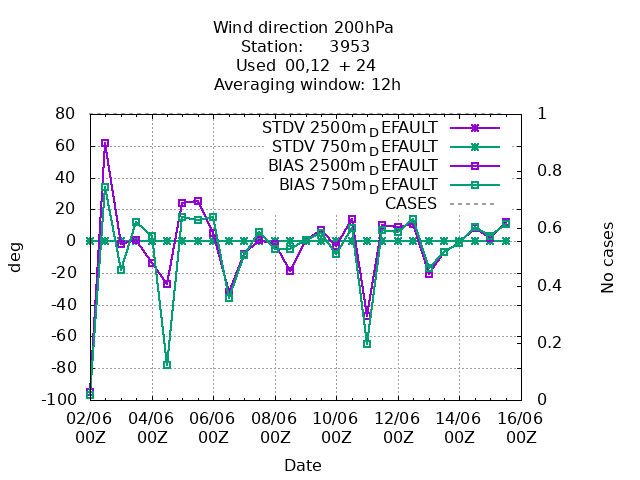 Wind direction 200hPa
Station: 3953
Used 00,12 + 24
Averaging window: 12h
80
60
40
20
0
-20
-40
-60
-80
-100
deg
STDV 2500m_DEFAULT
STDV 750m_DEFAULT
BIAS 2500m_DEFAULT
BIAS 750m_DEFAULT
CASES
1
0.8
0.6
0.4
0.2
0
No cases
02/06 04/06 06/06 08/06 10/06 12/06 14/06 16/06
00Z 00Z 00Z 00Z 00Z 00Z 00Z 00Z
Date